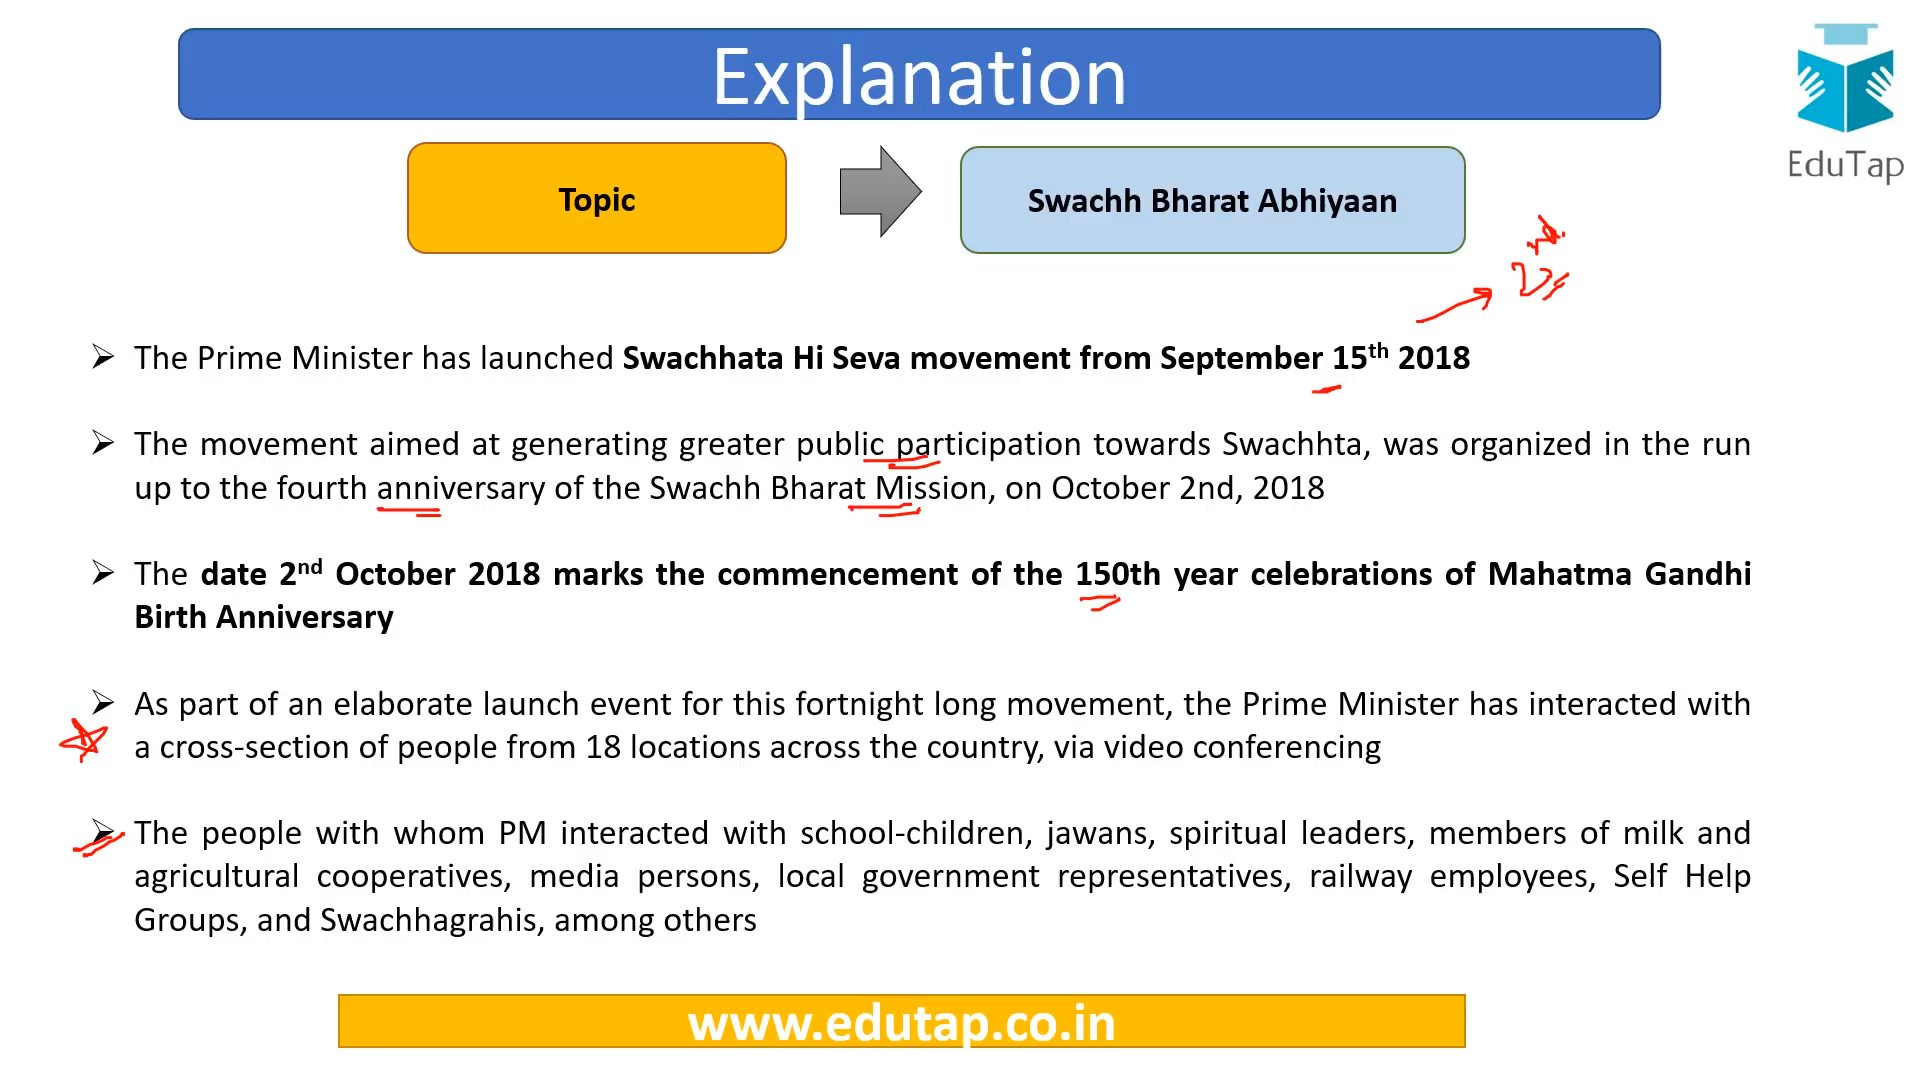 Explanation
EduTap
Topic
Swachh Bharat Abhiyaan
The Prime Minister has launched Swachhata Hi Seva movement from September 15th 2018
The movement aimed at generating greater public participation towards Swachhta, was organized in the run
up to the fourth anniversary of the Swachh Bharat Mission, on October 2nd, 2018
The date 2nd October 2018 marks the commencement of the 150th year celebrations of Mahatma Gandhi
Birth Anniversary
As part of an elaborate launch event for this fortnight long movement, the Prime Minister has interacted with
a cross-section of people from 18 locations across the country, via video conferencing
The people with whom PM interacted with school-children, jawans, spiritual leaders, members of milk and
agricultural cooperatives, media persons, local government representatives, railway employees, Self Help
Groups, and Swachhagrahis, among others
www.edutap.co.in